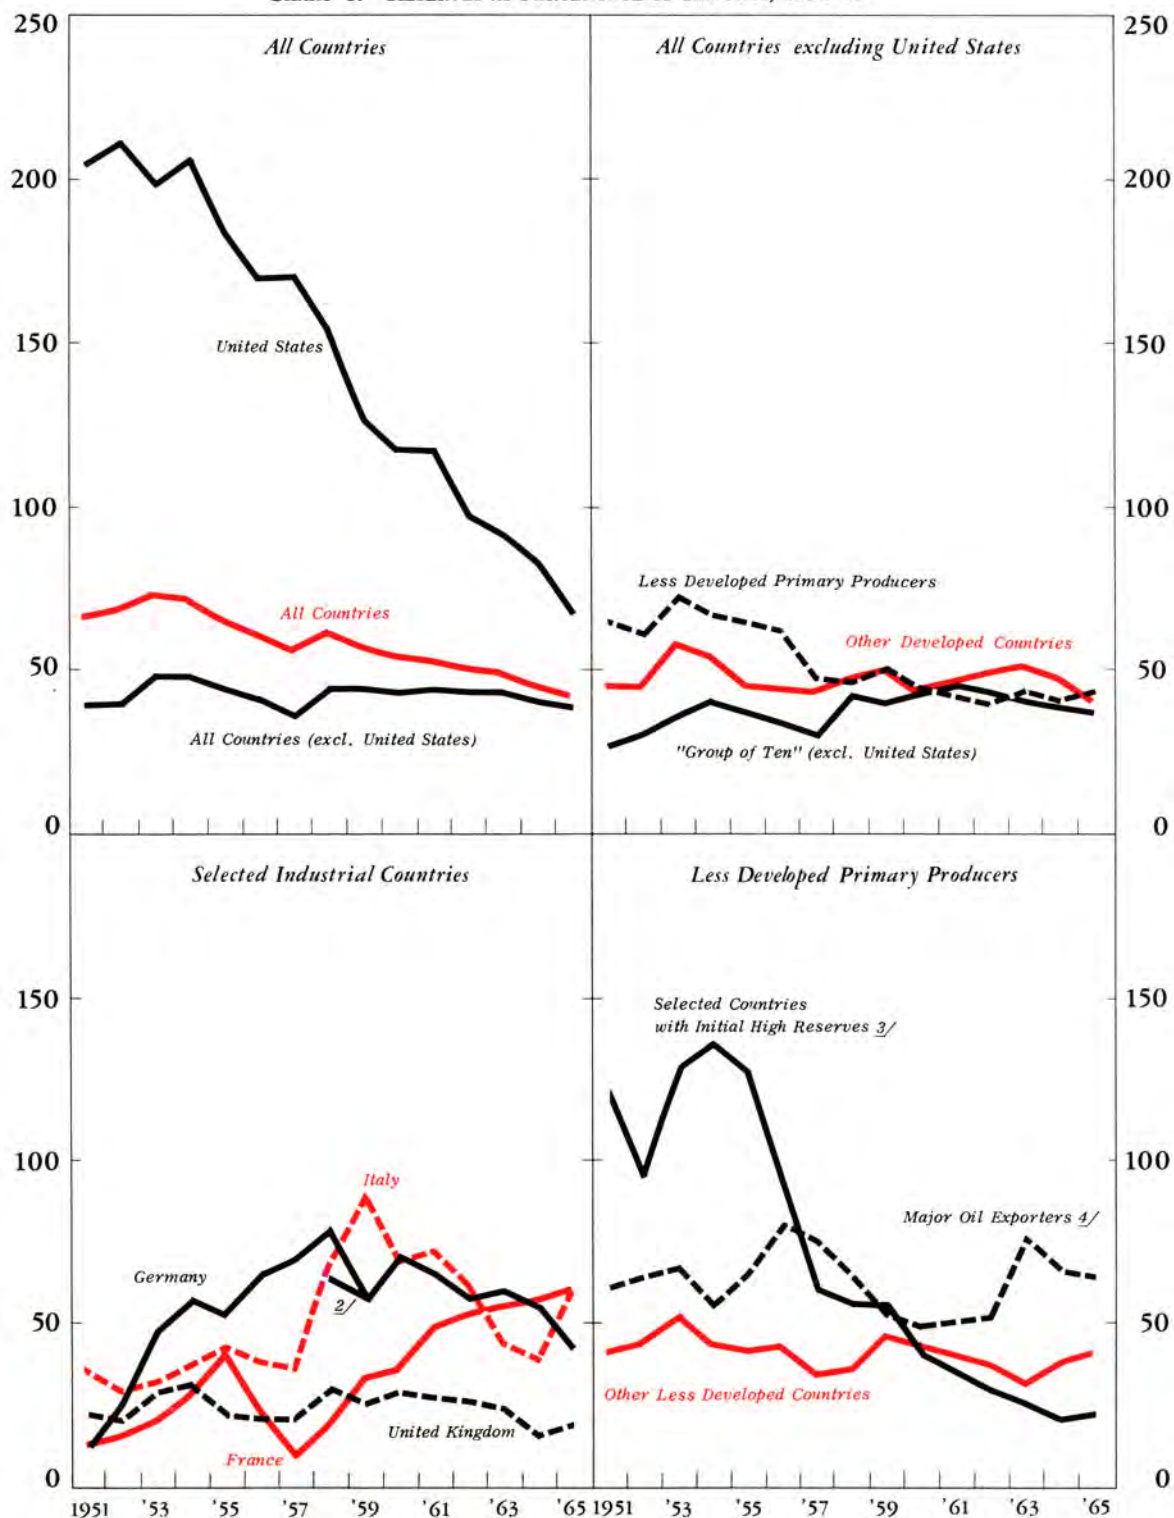 250
All Countries
All Countries excluding United States
250
200
200
150
United States
150
100
100
Less Developed Primary Producers
All Countries
Other Developed Countries
50
50
All Countries (excl. United States)
"Group of Ten" (excl. United States)
0
0
Selected Industrial Countries
Less Developed Primary Producers
150
Selected Countries
with Initial High Reserves 3/
150
100
100
Italy
Major Oil Exporters 4/
Germany
2/
50
50
Other Less Developed Countries
United Kingdom
France
0
0
1951 '53 '55 '57 '59 '61 '63 '65
1951 '53 '55 '57 '59 '61 '63 '65